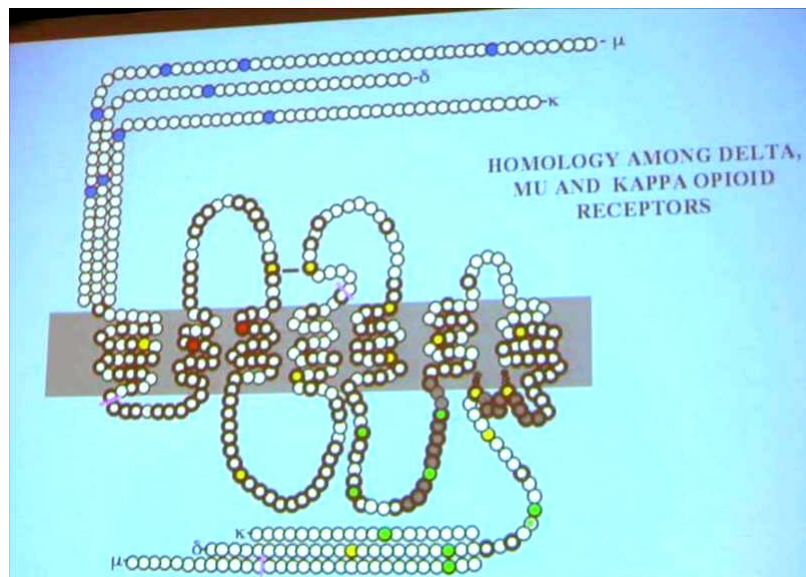 μ
δ
κ
HOMOLOGY AMONG DELTA,
MU AND KAPPA OPIOID
RECEPTORS
κ
δ
μ